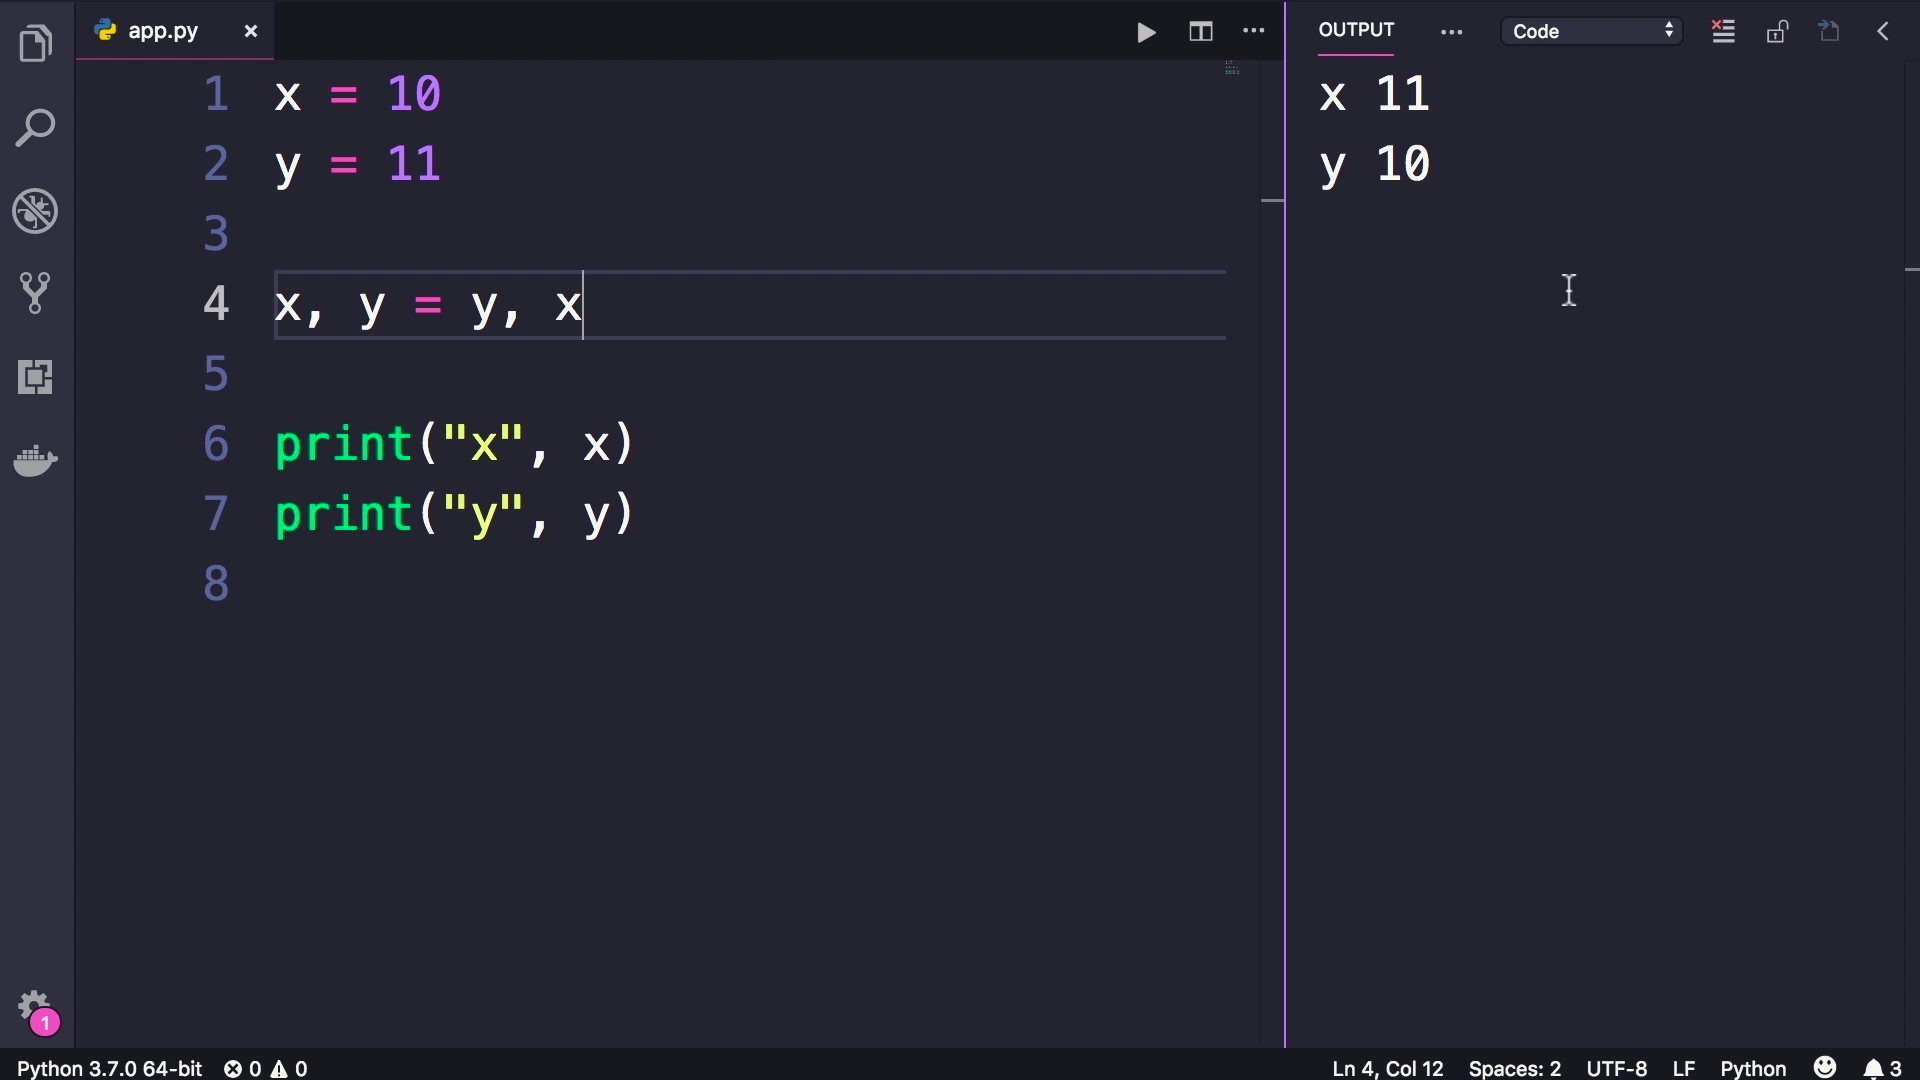 app.py
OUTPUT
Code
1 x = 10
2 y = 11
3
4 x, y = y, x
5
6 print("x", x)
7 print("y", y)
8
x 11
y 10
1
Python 3.7.0 64-bit 0 0
Ln 4, Col 12 Spaces: 2 UTF-8 LF Python 3